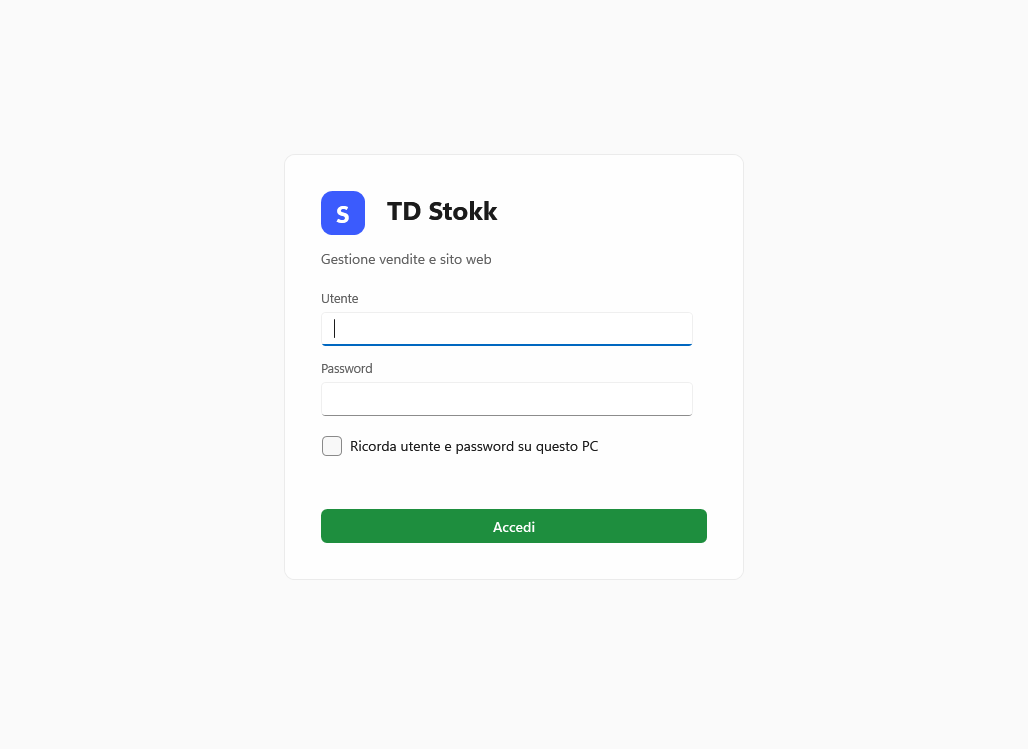 S
TD Stokk
Gestione vendite e sito web
Utente
Password
Ricorda utente e password su questo PC
Accedi